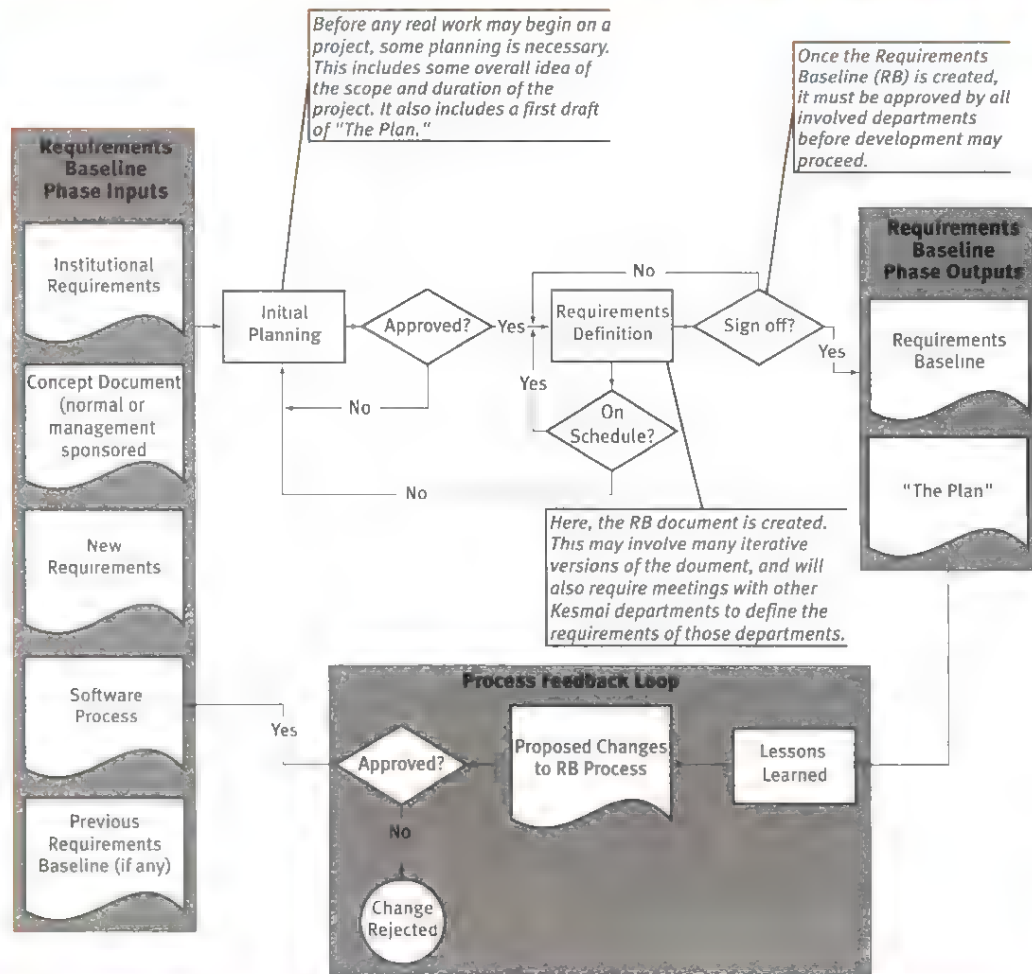 Before any real work may begin on a
project, some planning is necessary.
This includes some overall idea of
the scope and duration of the
project. It also includes a first draft
of "The Plan."
Once the Requirements
Baseline (RB) is created,
it must be approved by all
involved departments
before development may
proceed.
Requirements
Baseline
Phase Inputs
Institutional
Requirements
Concept Document
(normal or
management
sponsored
New
Requirements
Software
Process
Previous
Requirements
Baseline (if any)
Initial
Planning
Approved?
No
Yes
Requirements
Definition
No
Sign off?
Yes
On
Schedule?
Yes
No
Requirements
Baseline
Phase Outputs
Requirements
Baseline
"The Plan"
Here, the RB document is created.
This may involve many iterative
versions of the doument, and will
also require meetings with other
Kesmai departments to define the
requirements of those departments.
Process Feedback Loop
Yes
Approved?
Proposed Changes
to RB Process
Lessons
Learned
No
Change
Rejected